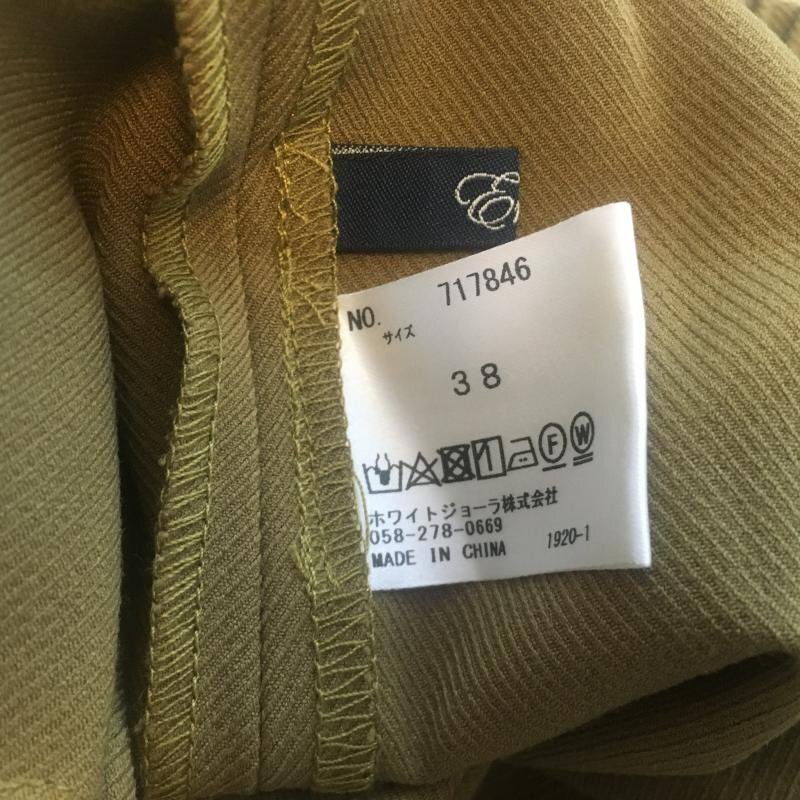 NO. 717846
サイズ
38
F W
ホワイトジョーラ株式会社
058-278-0669
MADE IN CHINA 1920-1